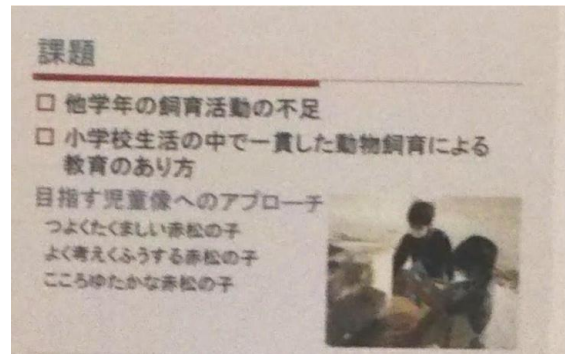 課題
□ 他学年の飼育活動の不足
□ 小学校生活の中で一貫した動物飼育による
教育のあり方
目指す児童像へのアプローチ
つよくたくましい赤松の子
よく考えくふうする赤松の子
こころゆたかな赤松の子